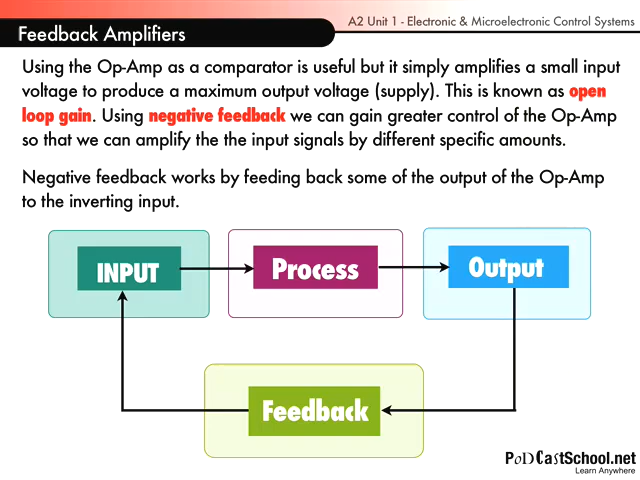 A2 Unit 1 - Electronic & Microelectronic Control Systems
Feedback Amplifiers
Using the Op-Amp as a comparator is useful but it simply amplifies a small input
voltage to produce a maximum output voltage (supply). This is known as open
loop gain. Using negative feedback we can gain greater control of the Op-Amp
so that we can amplify the the input signals by different specific amounts.
Negative feedback works by feeding back some of the output of the Op-Amp
to the inverting input.
INPUT
Process
Output
Feedback
PoDCastSchool.net
Learn Anywhere